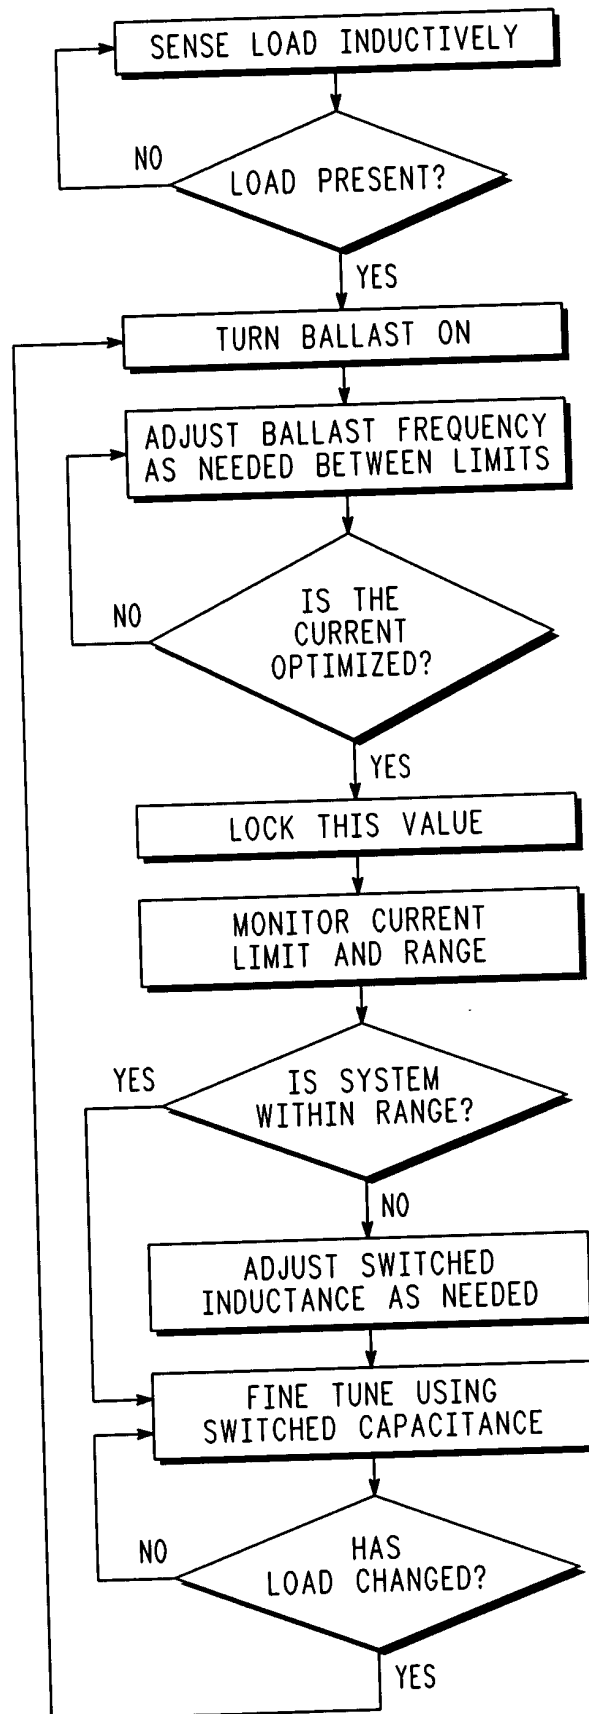 SENSE LOAD INDUCTIVELY
NO
LOAD PRESENT?
YES
TURN BALLAST ON
ADJUST BALLAST FREQUENCY
AS NEEDED BETWEEN LIMITS
NO
IS THE
CURRENT
OPTIMIZED?
YES
LOCK THIS VALUE
MONITOR CURRENT
LIMIT AND RANGE
YES
IS SYSTEM
WITHIN RANGE?
NO
ADJUST SWITCHED
INDUCTANCE AS NEEDED
FINE TUNE USING
SWITCHED CAPACITANCE
NO
HAS
LOAD CHANGED?
YES